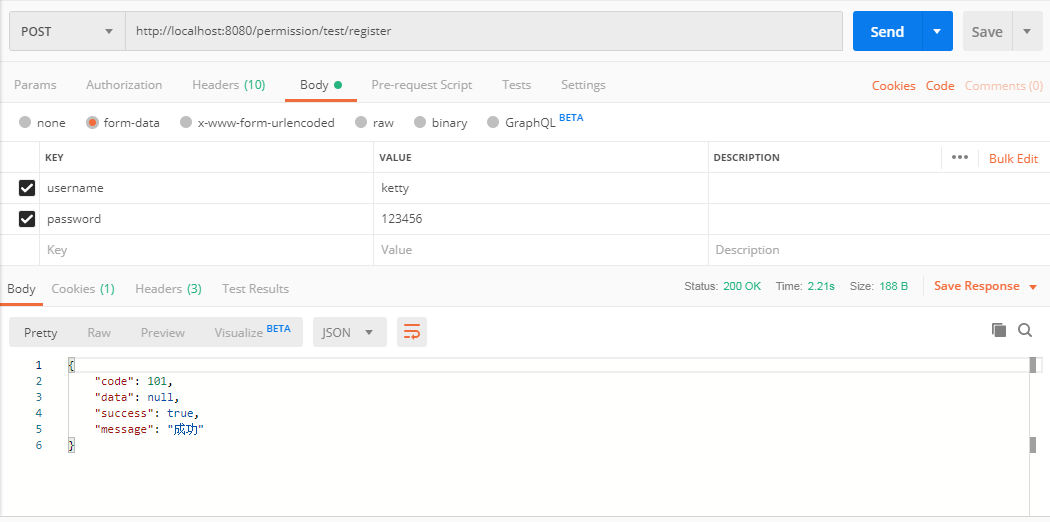 POST http://localhost:8080/permission/test/register Send Save
Params Authorization Headers (10) Body Pre-request Script Tests Settings Cookies Code Comments (0)
none form-data x-www-form-urlencoded raw binary GraphQL BETA
KEY VALUE DESCRIPTION ••• Bulk Edit
username ketty
password 123456
Key Value Description
Body Cookies (1) Headers (3) Test Results Status: 200 OK Time: 2.21s Size: 188 B Save Response
Pretty Raw Preview Visualize BETA JSON
1 {
2 "code": 101,
3 "data": null,
4 "success": true,
5 "message": "成功"
6 }